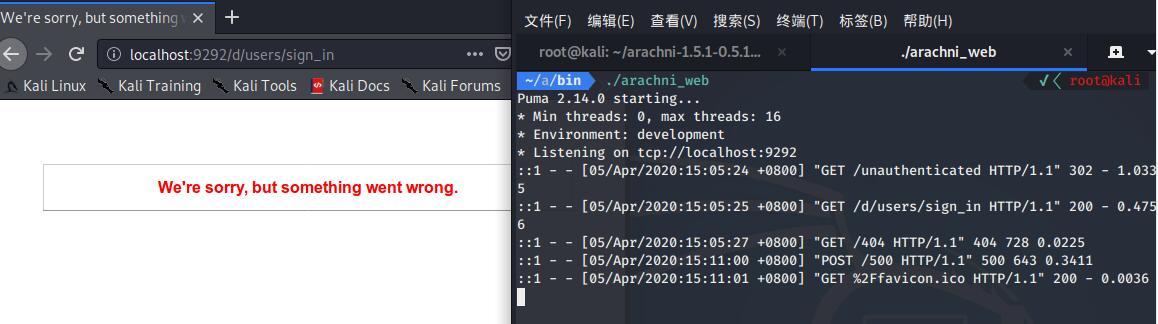 We're sorry, but something
localhost:9292/d/users/sign_in
Kali Linux Kali Training Kali Tools Kali Docs Kali Forums
We're sorry, but something went wrong.
文件(F) 编辑(E) 查看(V) 搜索(S) 终端(T) 标签(B) 帮助(H)
root@kali: ~/arachni-1.5.1-0.5.1... ./arachni_web
~/a/bin ./arachni_web root@kali
Puma 2.14.0 starting...
* Min threads: 0, max threads: 16
* Environment: development
* Listening on tcp://localhost:9292
::1 - - [05/Apr/2020:15:05:24 +0800] "GET /unauthenticated HTTP/1.1" 302 - 1.033
5
::1 - - [05/Apr/2020:15:05:25 +0800] "GET /d/users/sign_in HTTP/1.1" 200 - 0.475
6
::1 - - [05/Apr/2020:15:05:27 +0800] "GET /404 HTTP/1.1" 404 728 0.0225
::1 - - [05/Apr/2020:15:11:00 +0800] "POST /500 HTTP/1.1" 500 643 0.3411
::1 - - [05/Apr/2020:15:11:01 +0800] "GET %2Ffavicon.ico HTTP/1.1" 200 - 0.0036